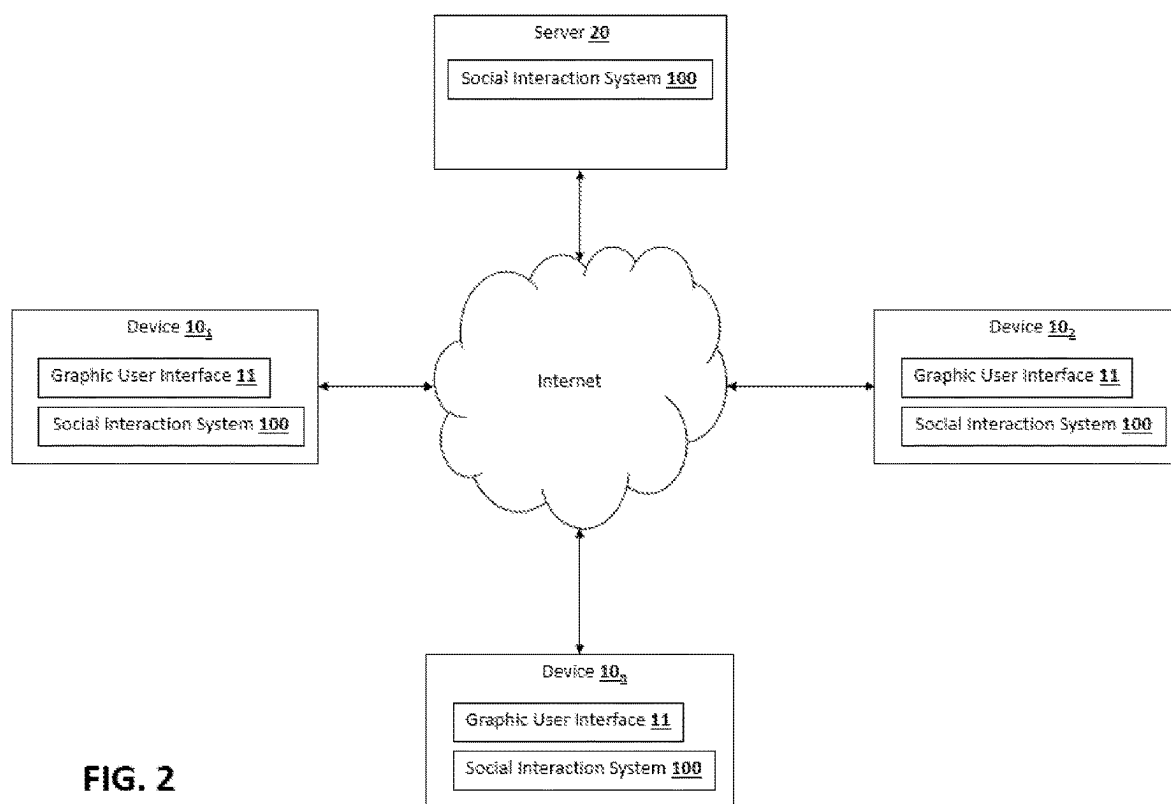 Server 20
Social Interaction System 100
Device 10₁
Graphic User Interface 11
Social Interaction System 100
Internet
Device 10₂
Graphic User Interface 11
Social Interaction System 100
Device 10ₙ
Graphic User Interface 11
Social Interaction System 100
FIG. 2